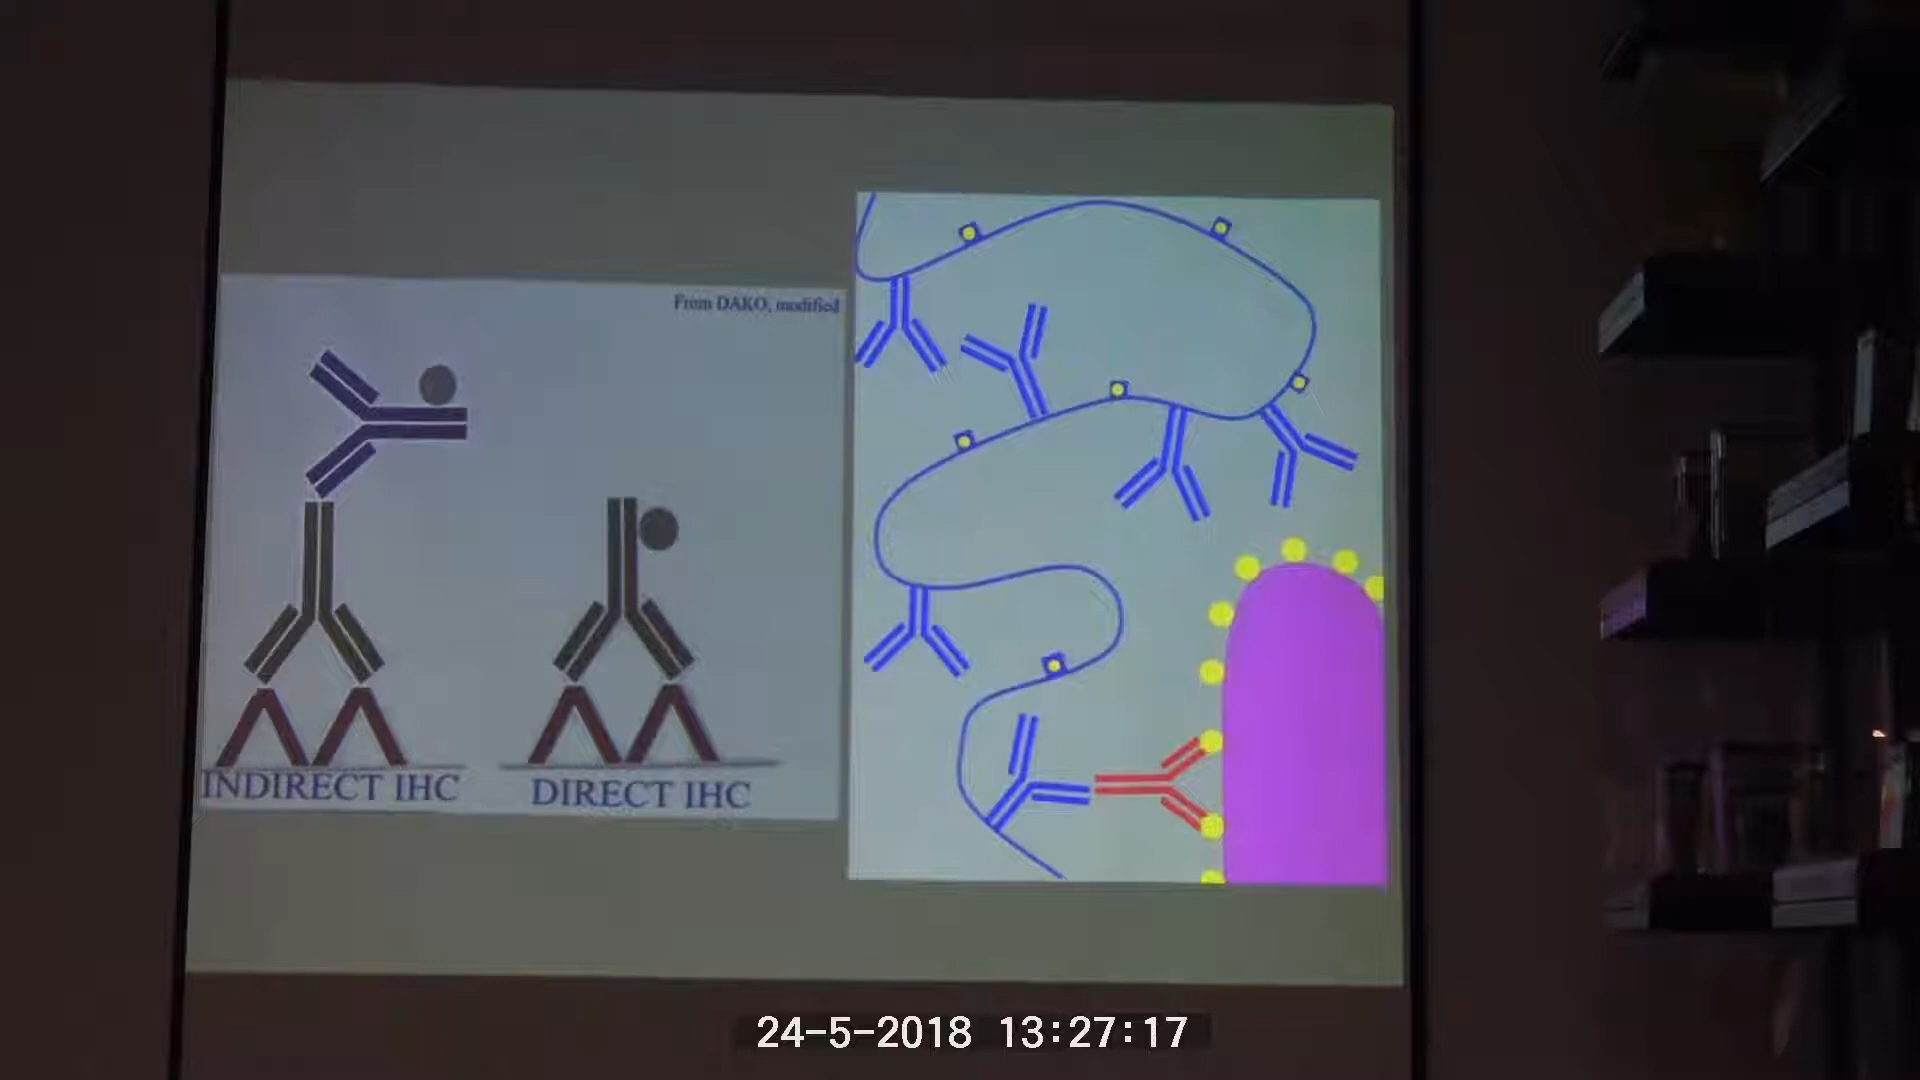 From DAKO, modified
INDIRECT IHC
DIRECT IHC
24-5-2018 13:27:17